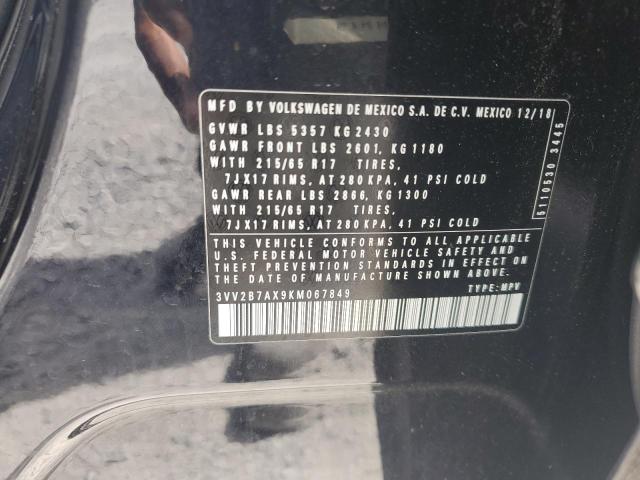 MFD BY VOLKSWAGEN DE MEXICO S.A. DE C.V. MEXICO 12/18
GVWR LBS 5357 KG 2430
GAWR FRONT LBS 2601, KG 1180
WITH 215/65 R17 TIRES,
7JX17 RIMS, AT 280 KPA, 41 PSI COLD
GAWR REAR LBS 2866, KG 1300
WITH 215/65 R17 TIRES,
7JX17 RIMS, AT 280 KPA, 41 PSI COLD
THIS VEHICLE CONFORMS TO ALL APPLICABLE
U.S. FEDERAL MOTOR VEHICLE SAFETY AND
THEFT PREVENTION STANDARDS IN EFFECT ON
THE DATE OF MANUFACTURE SHOWN ABOVE.
3VV2B7AX9KM067849 TYPE: MPV
5110530 3445